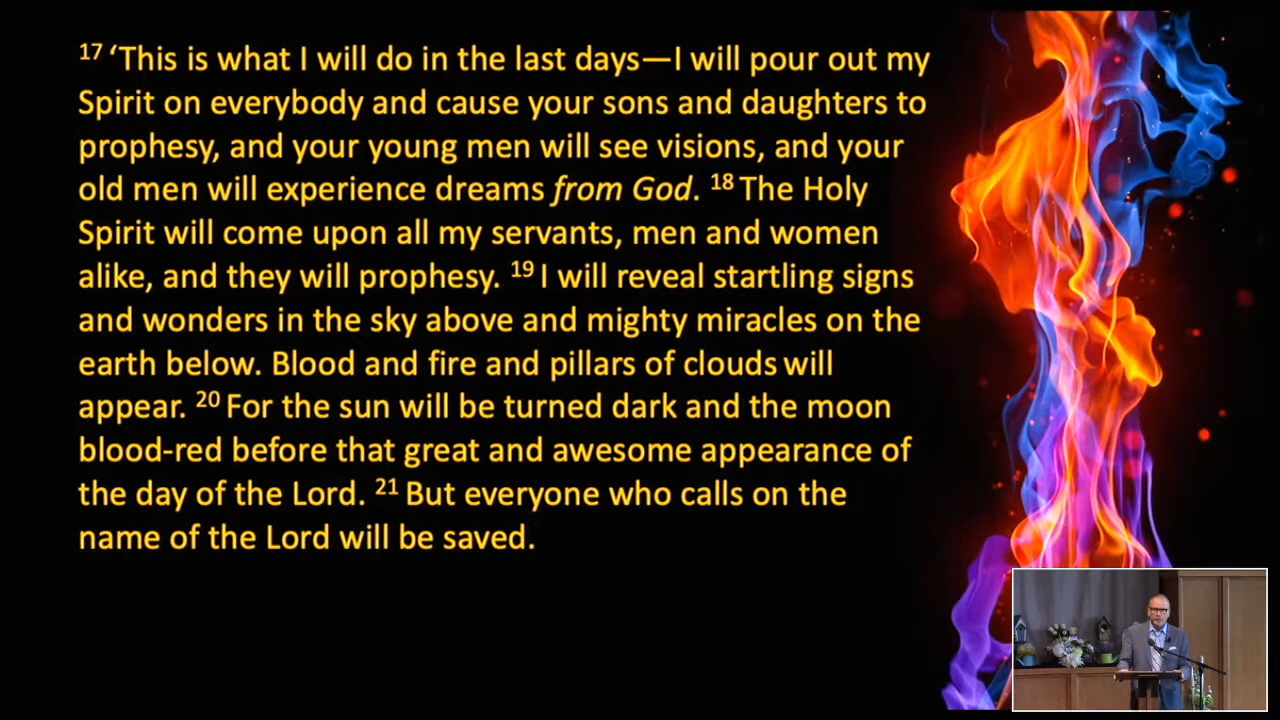 17 ‘This is what I will do in the last days—I will pour out my
Spirit on everybody and cause your sons and daughters to
prophesy, and your young men will see visions, and your
old men will experience dreams from God. 18 The Holy
Spirit will come upon all my servants, men and women
alike, and they will prophesy. 19 I will reveal startling signs
and wonders in the sky above and mighty miracles on the
earth below. Blood and fire and pillars of clouds will
appear. 20 For the sun will be turned dark and the moon
blood-red before that great and awesome appearance of
the day of the Lord. 21 But everyone who calls on the
name of the Lord will be saved.